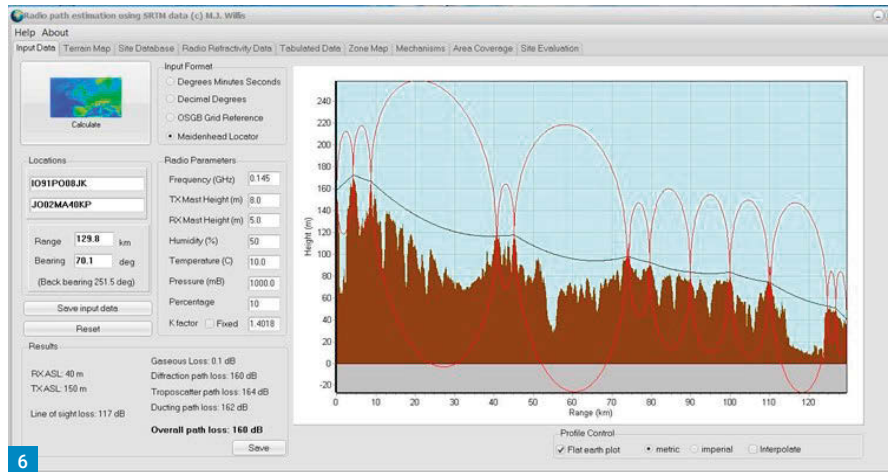 Radio path estimation using SRTM data (c) M.J. Willis
Help About
Input Data Terrain Map Site Database Radio Refractivity Data Tabulated Data Zone Map Mechanisms Area Coverage Site Evaluation
Calculate
Input Format
Degrees Minutes Seconds
Decimal Degrees
OSGB Grid Reference
Maidenhead Locator
Locations
IO91PO08JK
JO02MA40KP
Range 129.8 km
Bearing 70.1 deg
(Back bearing 251.5 deg)
Save input data
Reset
Radio Parameters
Frequency (GHz) 0.145
TX Mast Height (m) 8.0
RX Mast Height (m) 5.0
Humidity (%) 50
Temperature (C) 10.0
Pressure (mB) 1000.0
Percentage 10
K factor Fixed 1.4018
Results
RX ASL: 40 m
TX ASL: 150 m
Line of sight loss: 117 dB
Gaseous Loss: 0.1 dB
Diffraction path loss: 160 dB
Troposcatter path loss: 164 dB
Ducting path loss: 162 dB
Overall path loss: 160 dB
Save
Height (m)
240
220
200
180
160
140
120
100
80
60
40
20
0
-20
0 10 20 30 40 50 60 70 80 90 100 110 120
Range (km)
Profile Control
Flat earth plot metric imperial Interpolate
6